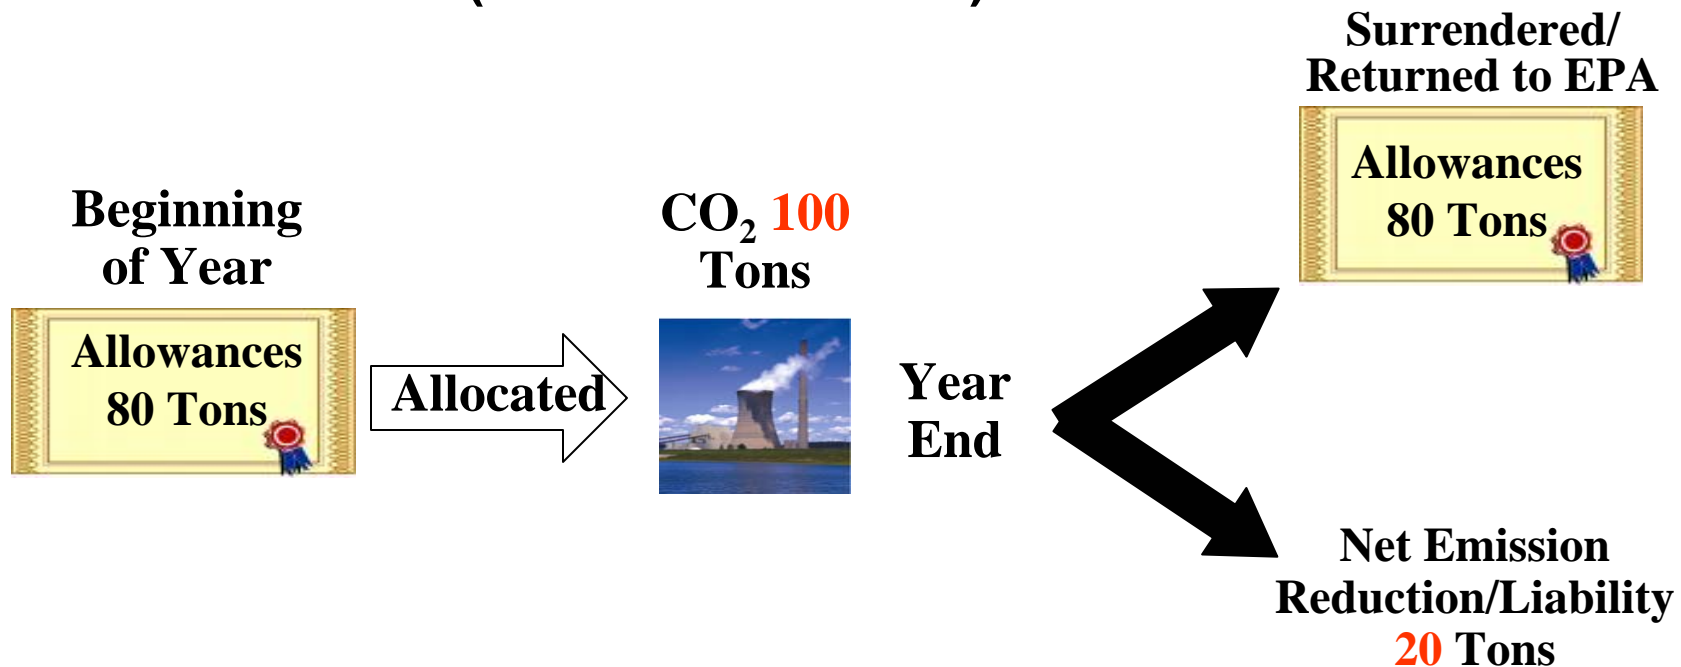 Beginning
of Year
Allowances
80 Tons
Allocated
CO₂ 100
Tons
Year
End
Surrendered/
Returned to EPA
Allowances
80 Tons
Net Emission
Reduction/Liability
20 Tons